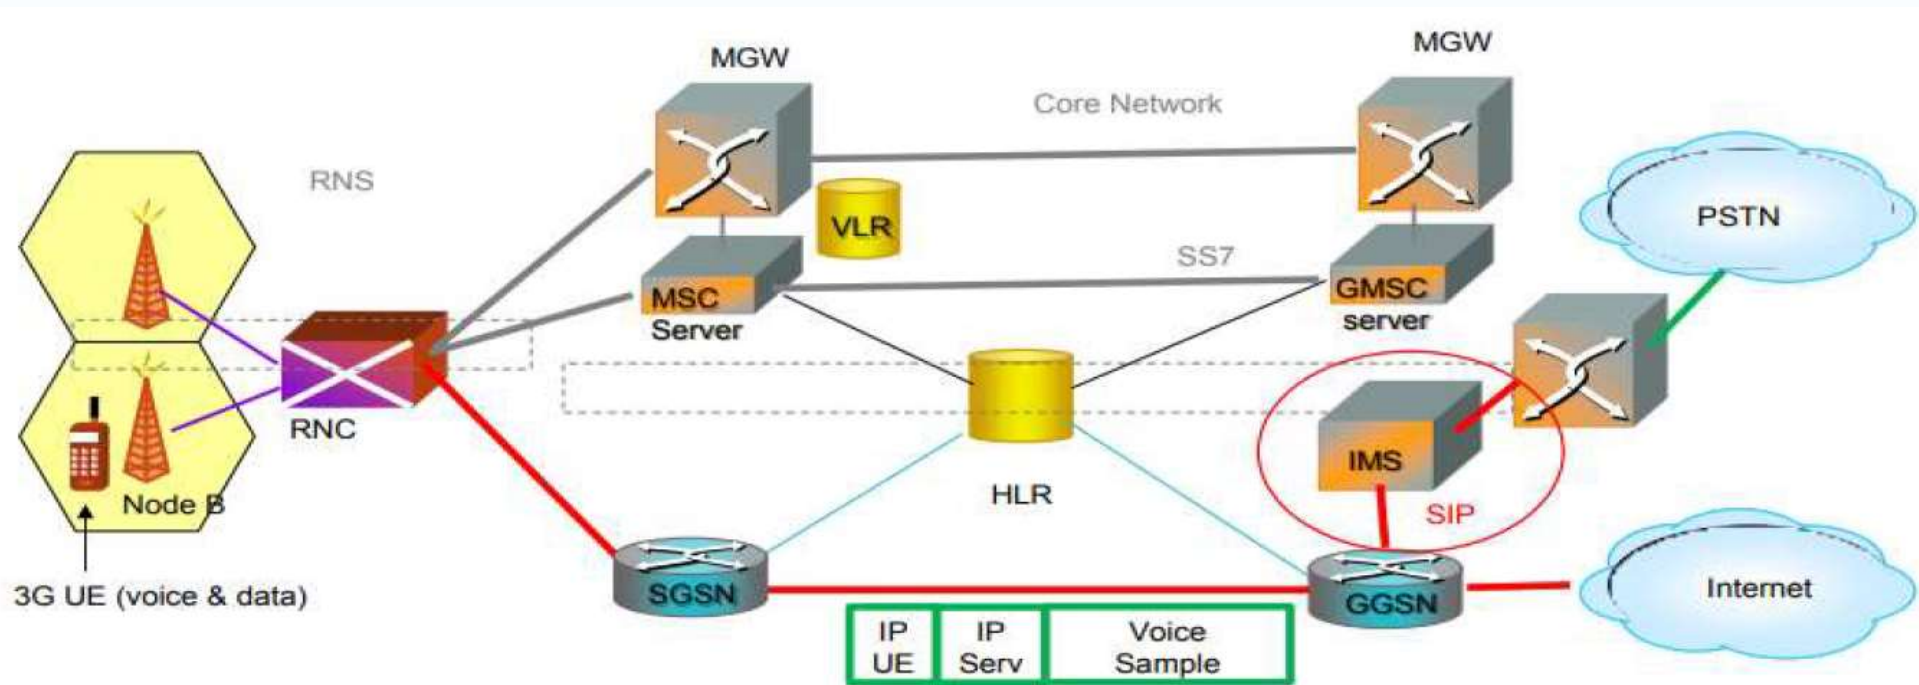 MGW
MGW
Core Network
RNS
PSTN
VLR
SS7
MSC
Server
GMSC
server
RNC
IMS
HLR
SIP
Node B
3G UE (voice & data)
SGSN
GGSN
Internet
IP
UE
IP
Serv
Voice
Sample